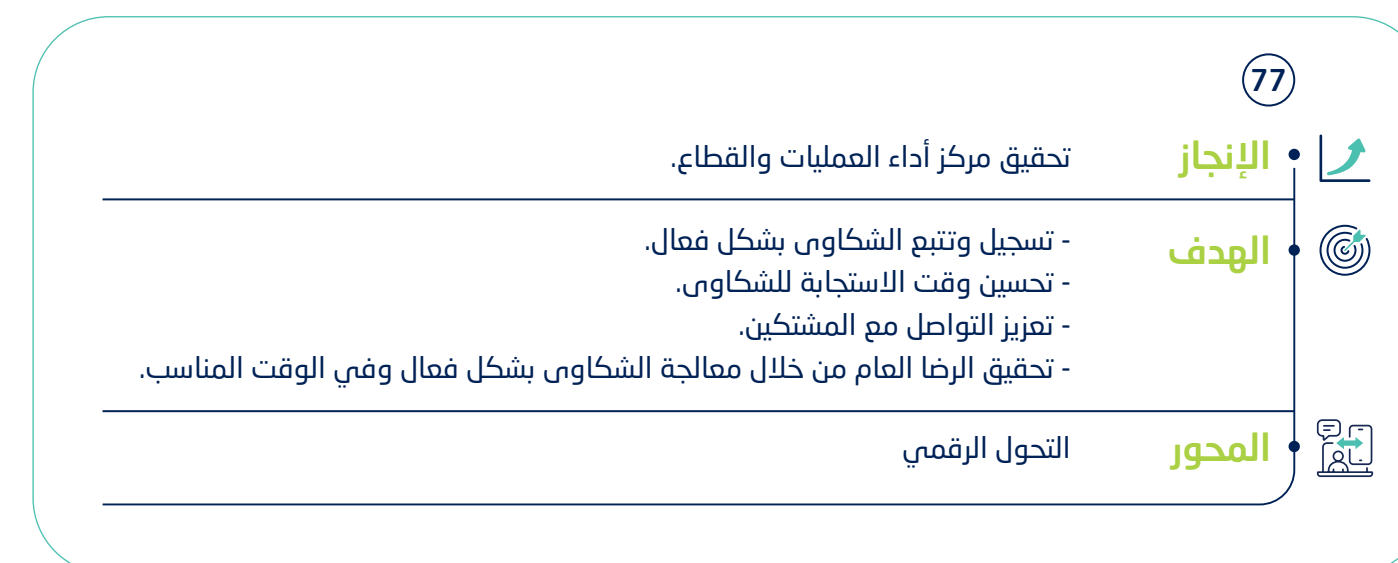 77
الإنجاز
تحقيق مركز أداء العمليات والقطاع.
الهدف
- تسجيل وتتبع الشكاوى بشكل فعال.
- تحسين وقت الاستجابة للشكاوى.
- تعزيز التواصل مع المشتكين.
- تحقيق الرضا العام من خلال معالجة الشكاوى بشكل فعال وفي الوقت المناسب.
المحور
التحول الرقمي